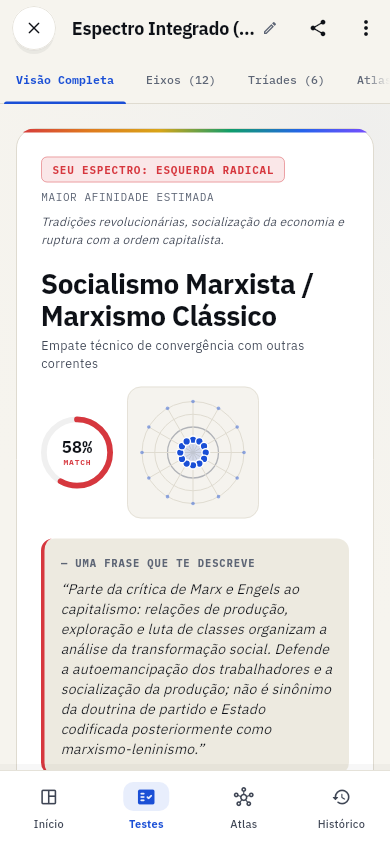 Espectro Integrado (...
Visão Completa
Eixos (12)
Tríades (6)
Atlas
SEU ESPECTRO: ESQUERDA RADICAL
MAIOR AFINIDADE ESTIMADA
Tradições revolucionárias, socialização da economia e
ruptura com a ordem capitalista.
Socialismo Marxista /
Marxismo Clássico
Empate técnico de convergência com outras
correntes
58%
MATCH
— UMA FRASE QUE TE DESCREVE
“Parte da crítica de Marx e Engels ao
capitalismo: relações de produção,
exploração e luta de classes organizam a
análise da transformação social. Defende
a autoemancipação dos trabalhadores e a
socialização da produção; não é sinônimo
da doutrina de partido e Estado
codificada posteriormente como
marxismo-leninismo.”
Início
Testes
Atlas
Histórico